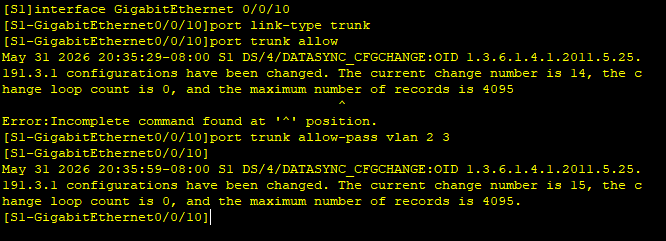 [S1]interface GigabitEthernet 0/0/10
[S1-GigabitEthernet0/0/10]port link-type trunk
[S1-GigabitEthernet0/0/10]port trunk allow
May 31 2026 20:35:29-08:00 S1 DS/4/DATASYNC_CFGCHANGE:OID 1.3.6.1.4.1.2011.5.25.
191.3.1 configurations have been changed. The current change number is 14, the c
hange loop count is 0, and the maximum number of records is 4095
^
Error:Incomplete command found at '^' position.
[S1-GigabitEthernet0/0/10]port trunk allow-pass vlan 2 3
[S1-GigabitEthernet0/0/10]
May 31 2026 20:35:59-08:00 S1 DS/4/DATASYNC_CFGCHANGE:OID 1.3.6.1.4.1.2011.5.25.
191.3.1 configurations have been changed. The current change number is 15, the c
hange loop count is 0, and the maximum number of records is 4095.
[S1-GigabitEthernet0/0/10]